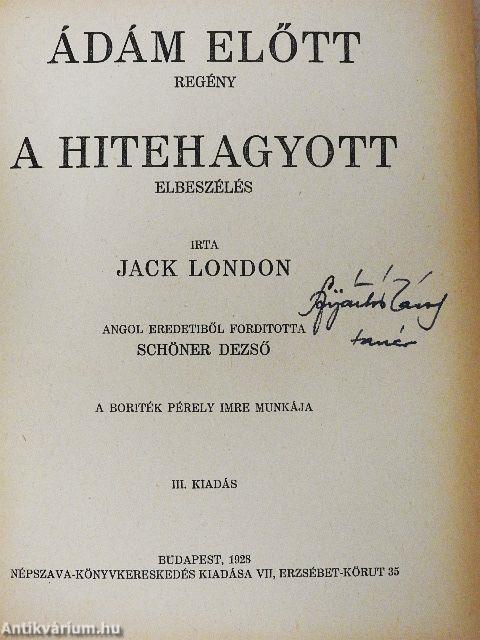 ÁDÁM ELŐTT
REGÉNY
A HITEHAGYOTT
ELBESZÉLÉS
IRTA
JACK LONDON
ANGOL EREDETIBŐL FORDITOTTA
SCHÖNER DEZSŐ
tanár
A BORITÉK PÉRELY IMRE MUNKÁJA
III. KIADÁS
BUDAPEST, 1928
NÉPSZAVA-KÖNYVKERESKEDÉS KIADÁSA VII, ERZSÉBET-KÖRUT 35
Antikvárium.hu